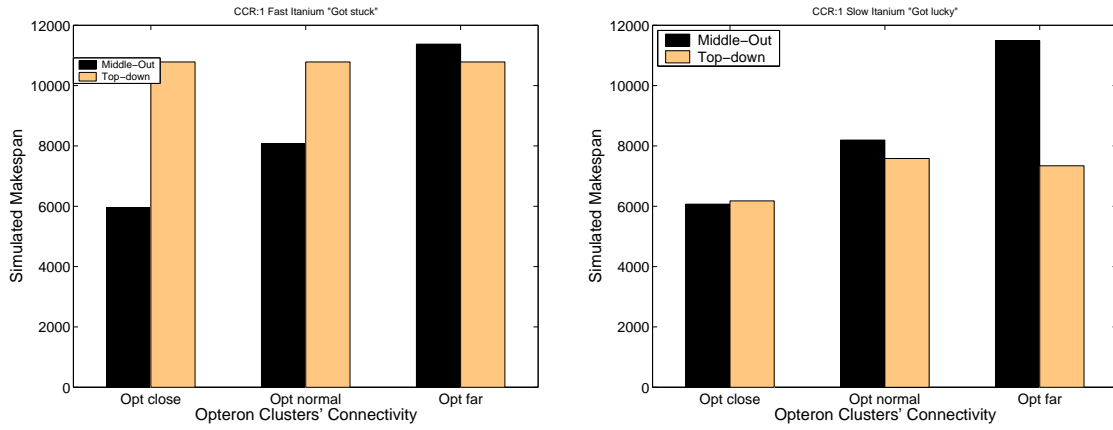 CCR:1 Fast Itanium "Got stuck"
12000
10000
8000
6000
4000
2000
0
Simulated Makespan
Middle−Out
Top−down
Opt close
Opt normal
Opt far
Opteron Clusters' Connectivity
CCR:1 Slow Itanium "Got lucky"
12000
10000
8000
6000
4000
2000
0
Simulated Makespan
Middle−Out
Top−down
Opt close
Opt normal
Opt far
Opteron Clusters' Connectivity